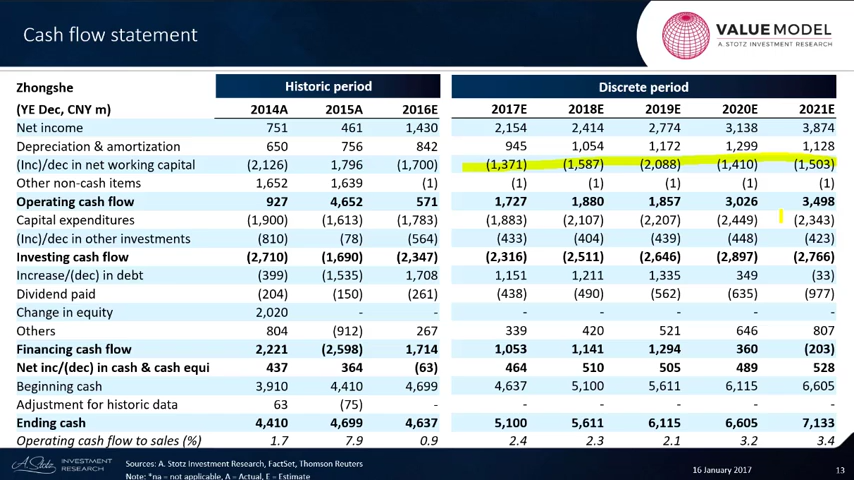 Cash flow statement
VALUE MODEL
A. STOTZ INVESTMENT RESEARCH
Zhongshe Historic period Discrete period
(YE Dec, CNY m) 2014A 2015A 2016E 2017E 2018E 2019E 2020E 2021E
Net income 751 461 1,430 2,154 2,414 2,774 3,138 3,874
Depreciation & amortization 650 756 842 945 1,054 1,172 1,299 1,128
(Inc)/dec in net working capital (2,126) 1,796 (1,700) (1,371) (1,587) (2,088) (1,410) (1,503)
Other non-cash items 1,652 1,639 (1) (1) (1) (1) (1) (1)
Operating cash flow 927 4,652 571 1,727 1,880 1,857 3,026 3,498
Capital expenditures (1,900) (1,613) (1,783) (1,883) (2,107) (2,207) (2,449) (2,343)
(Inc)/dec in other investments (810) (78) (564) (433) (404) (439) (448) (423)
Investing cash flow (2,710) (1,690) (2,347) (2,316) (2,511) (2,646) (2,897) (2,766)
Increase/(dec) in debt (399) (1,535) 1,708 1,151 1,211 1,335 349 (33)
Dividend paid (204) (150) (261) (438) (490) (562) (635) (977)
Change in equity 2,020 - - - - - - -
Others 804 (912) 267 339 420 521 646 807
Financing cash flow 2,221 (2,598) 1,714 1,053 1,141 1,294 360 (203)
Net inc/(dec) in cash & cash equi 437 364 (63) 464 510 505 489 528
Beginning cash 3,910 4,410 4,699 4,637 5,100 5,611 6,115 6,605
Adjustment for historic data 63 (75) - - - - - -
Ending cash 4,410 4,699 4,637 5,100 5,611 6,115 6,605 7,133
Operating cash flow to sales (%) 1.7 7.9 0.9 2.4 2.3 2.1 3.2 3.4
A. Stotz INVESTMENT
RESEARCH
Sources: A. Stotz Investment Research, FactSet, Thomson Reuters
Note: *na = not applicable, A = Actual, E = Estimate
16 January 2017
13